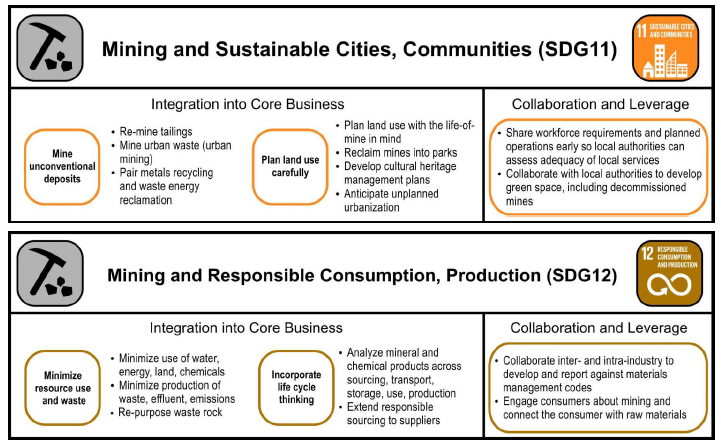 Mining and Sustainable Cities, Communities (SDG11)
11 SUSTAINABLE CITIES
AND COMMUNITIES
Integration into Core Business
Mine
unconventional
deposits
• Re-mine tailings
• Mine urban waste (urban
mining)
• Pair metals recycling
and waste energy
reclamation
Plan land use
carefully
• Plan land use with the life-of-
mine in mind
• Reclaim mines into parks
• Develop cultural heritage
management plans
• Anticipate unplanned
urbanization
Collaboration and Leverage
• Share workforce requirements and planned
operations early so local authorities can
assess adequacy of local services
• Collaborate with local authorities to develop
green space, including decommissioned
mines
Mining and Responsible Consumption, Production (SDG12)
12 RESPONSIBLE
CONSUMPTION
AND PRODUCTION
Integration into Core Business
Minimize
resource use
and waste
• Minimize use of water,
energy, land, chemicals
• Minimize production of
waste, effluent, emissions
• Re-purpose waste rock
Incorporate
life cycle
thinking
• Analyze mineral and
chemical products across
sourcing, transport,
storage, use, production
• Extend responsible
sourcing to suppliers
Collaboration and Leverage
• Collaborate inter- and intra-industry to
develop and report against materials
management codes
• Engage consumers about mining and
connect the consumer with raw materials